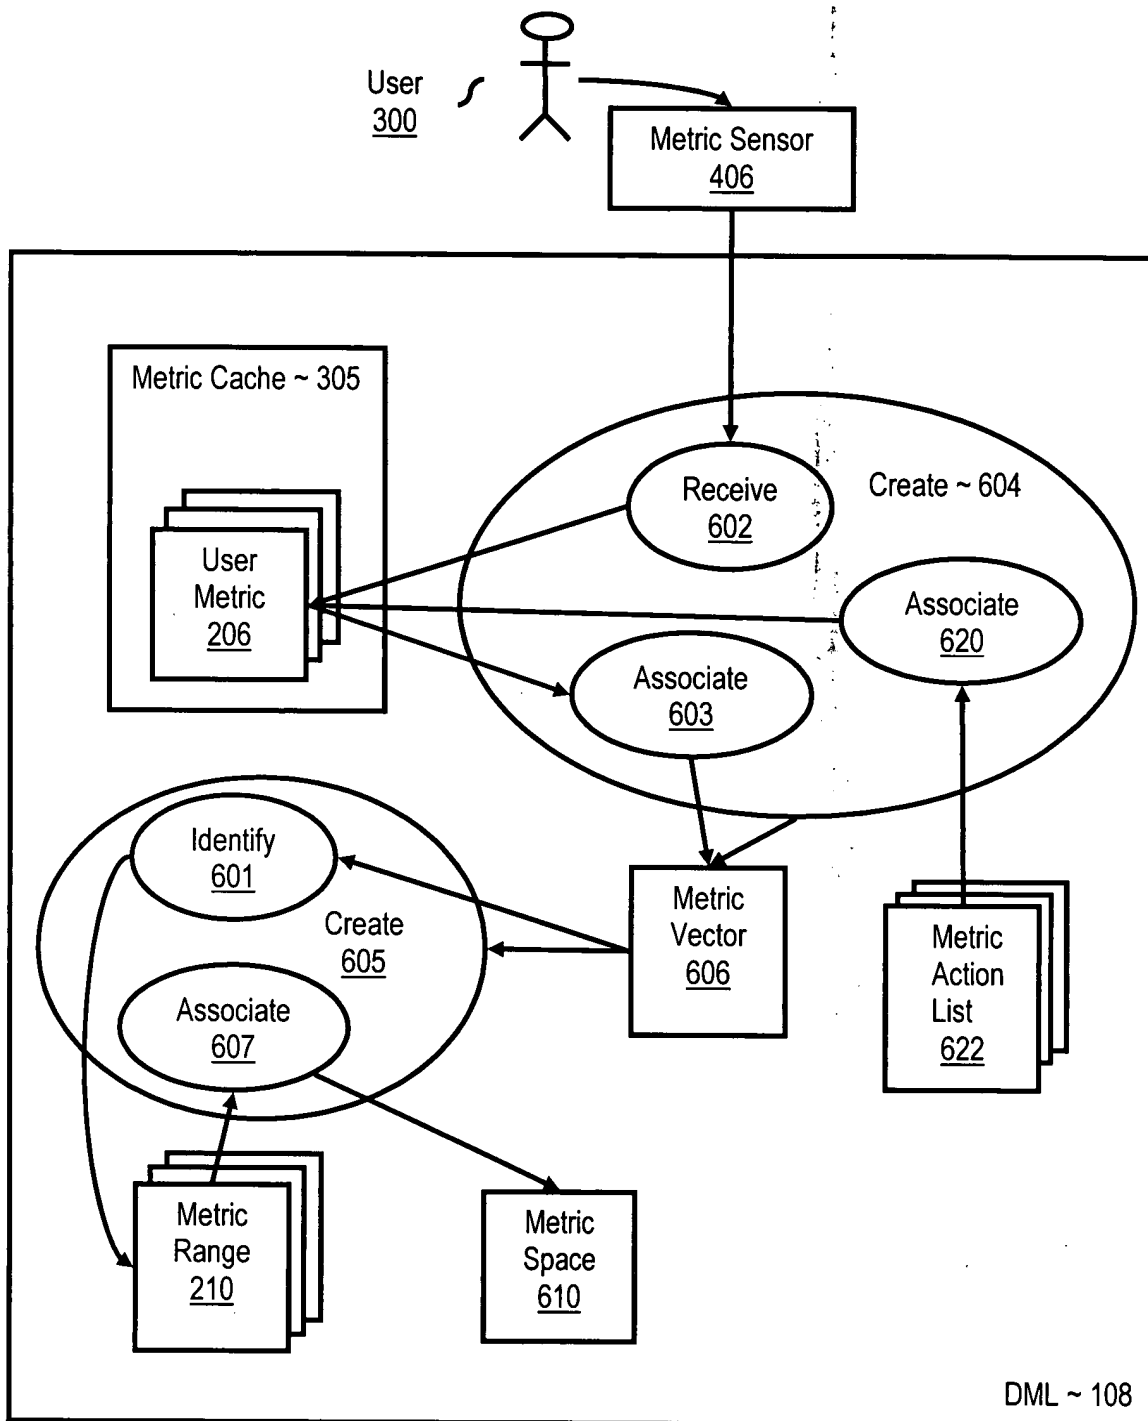 User
300
Metric Sensor
406
Metric Cache ~ 305
User
Metric
206
Receive
602
Create ~ 604
Associate
620
Associate
603
Identify
601
Create
605
Associate
607
Metric
Vector
606
Metric
Action
List
622
Metric
Range
210
Metric
Space
610
DML ~ 108